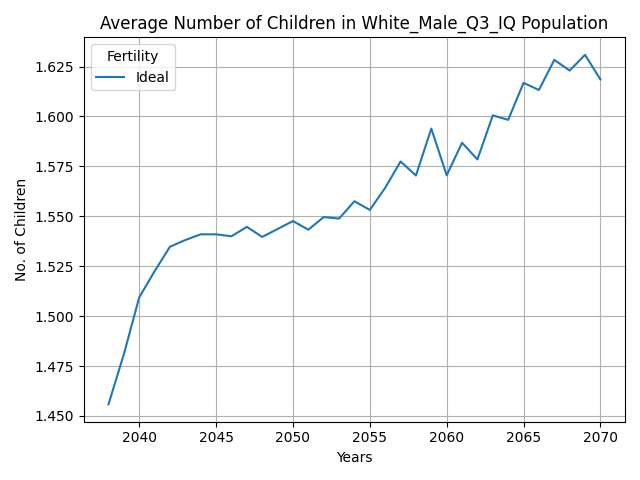 Average Number of Children in White_Male_Q3_IQ Population
Fertility
Ideal
1.625
1.600
1.575
1.550
1.525
1.500
1.475
1.450
No. of Children
2040 2045 2050 2055 2060 2065 2070
Years